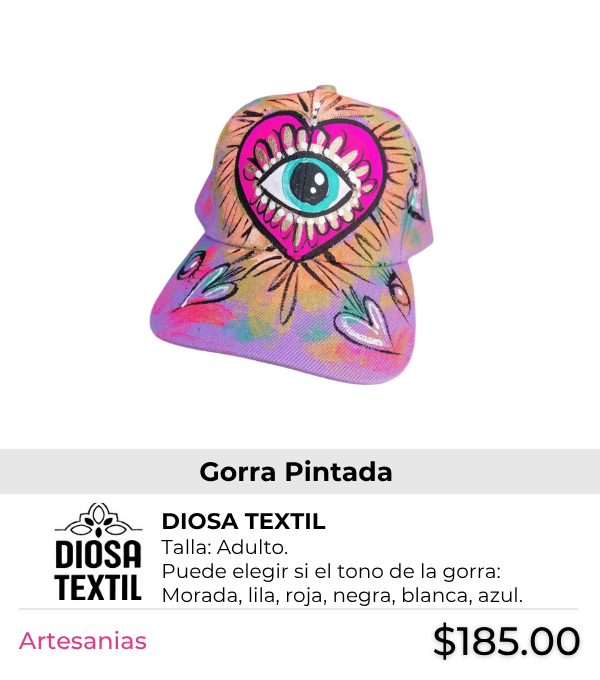 Gorra Pintada
DIOSA
TEXTIL
DIOSA TEXTIL
Talla: Adulto.
Puede elegir si el tono de la gorra:
Morada, lila, roja, negra, blanca, azul.
Artesanias
$185.00